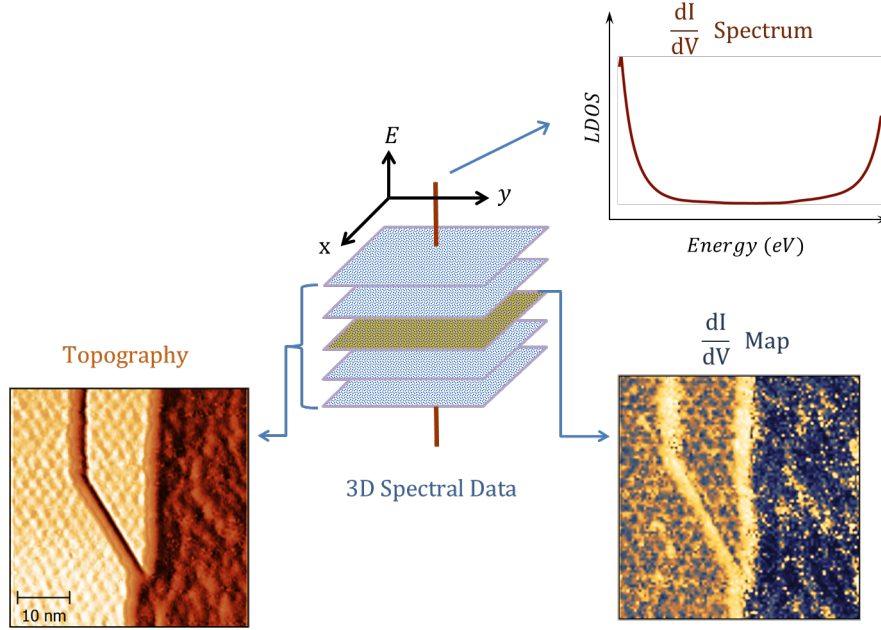 dI
dV Spectrum
LDOS
Energy (eV)
E
y
x
Topography
dI
dV Map
10 nm
3D Spectral Data